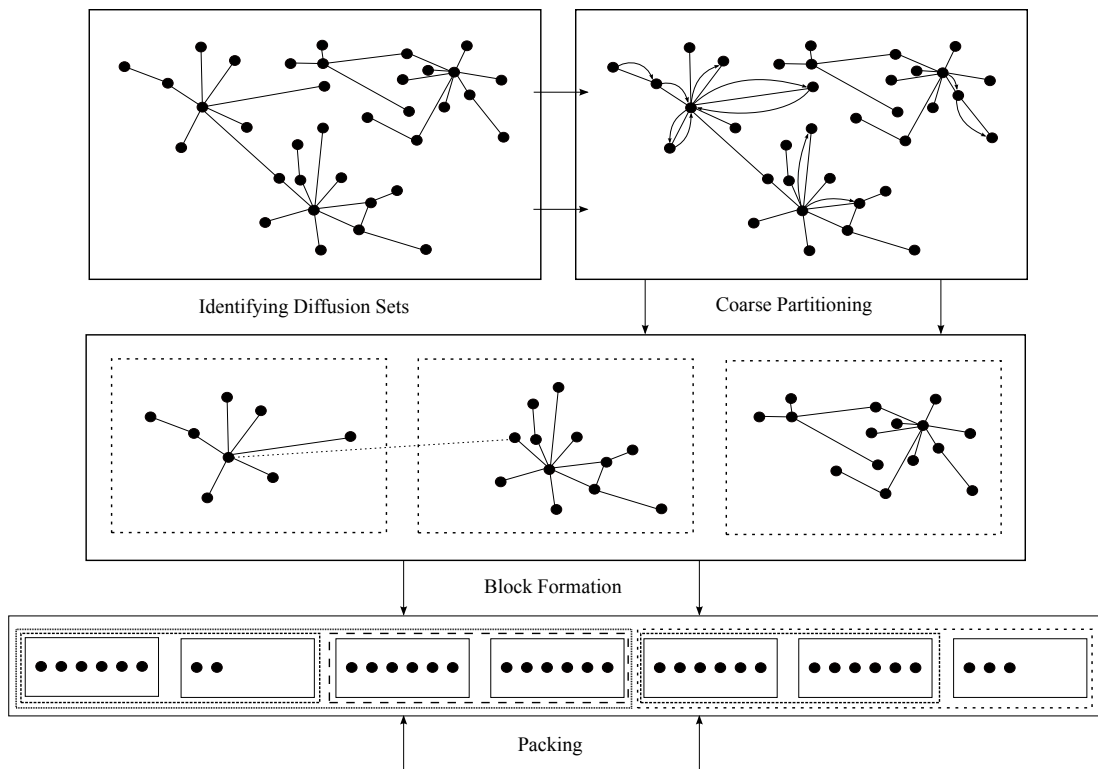 Identifying Diffusion Sets
Coarse Partitioning
Block Formation
Packing